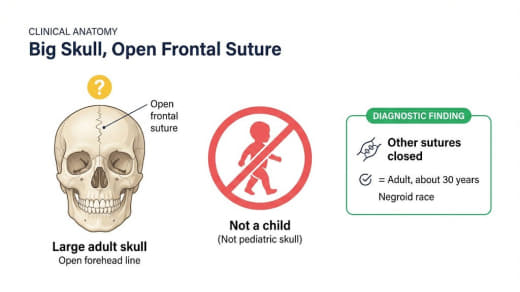 CLINICAL ANATOMY
Big Skull, Open Frontal Suture
?
Open
frontal
suture
Large adult skull
Open forehead line
Not a child
(Not pediatric skull)
DIAGNOSTIC FINDING
Other sutures
closed
= Adult, about 30 years
Negroid race